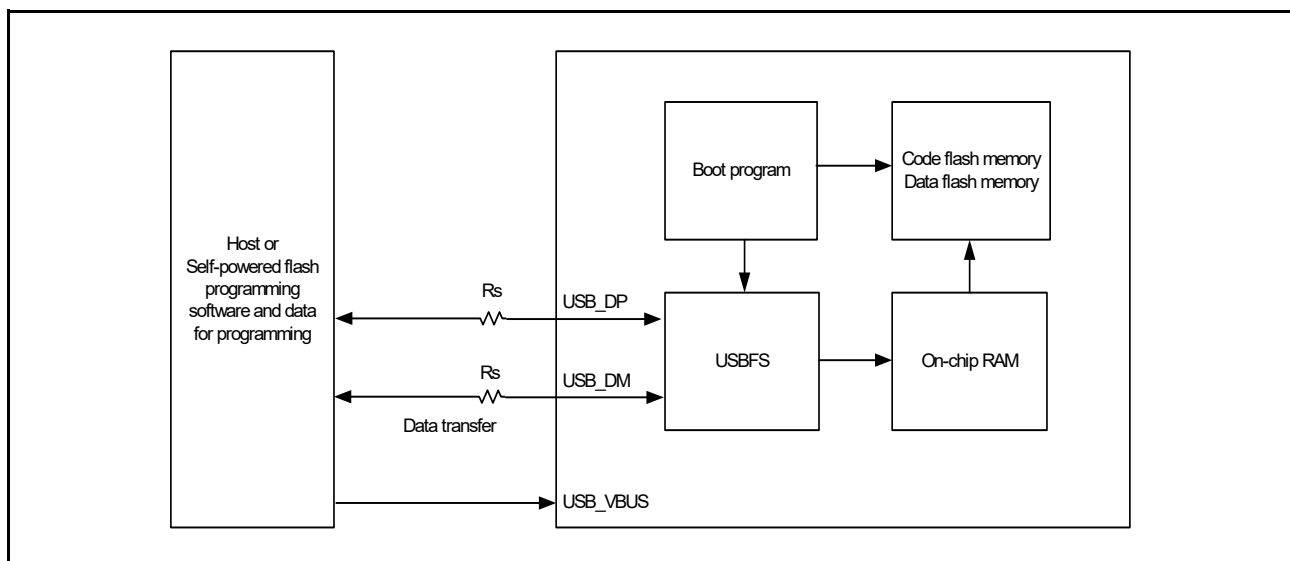 Host or
Self-powered flash
programming
software and data
for programming
Rs
Rs
Data transfer
USB_DP
USB_DM
USB_VBUS
Boot program
Code flash memory
Data flash memory
USBFS
On-chip RAM